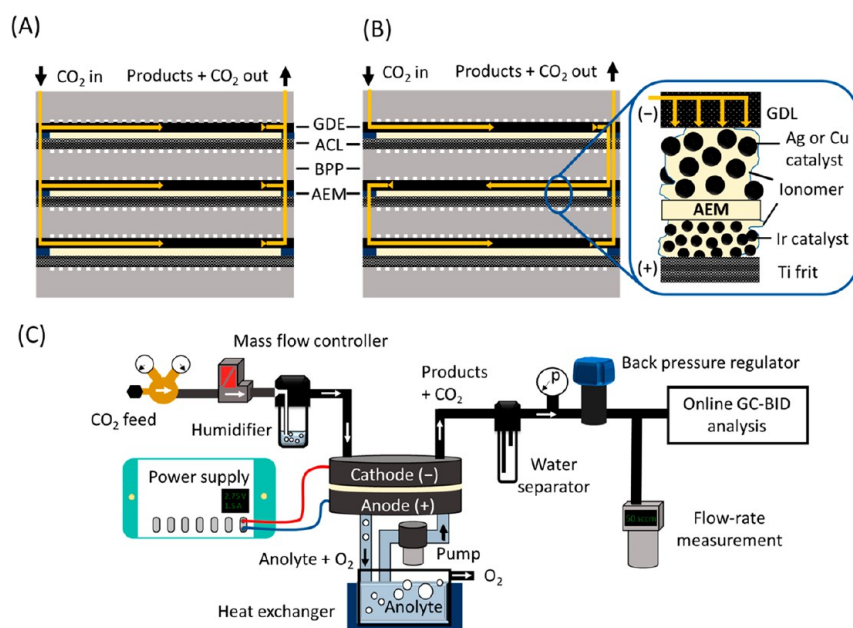 (A)
(B)
CO2 in
Products + CO2 out
CO2 in
Products + CO2 out
GDE
ACL
BPP
AEM
(−)
GDL
Ag or Cu
catalyst
Ionomer
AEM
Ir catalyst
(+)
Ti frit
(C)
Mass flow controller
CO2 feed
Humidifier
Products
+ CO2
p
Back pressure regulator
Online GC-BID
analysis
Water
separator
Flow-rate
measurement
50 sccm
Power supply
2.75V
1.5A
Cathode (−)
Anode (+)
Anolyte + O2
Pump
O2
Anolyte
Heat exchanger